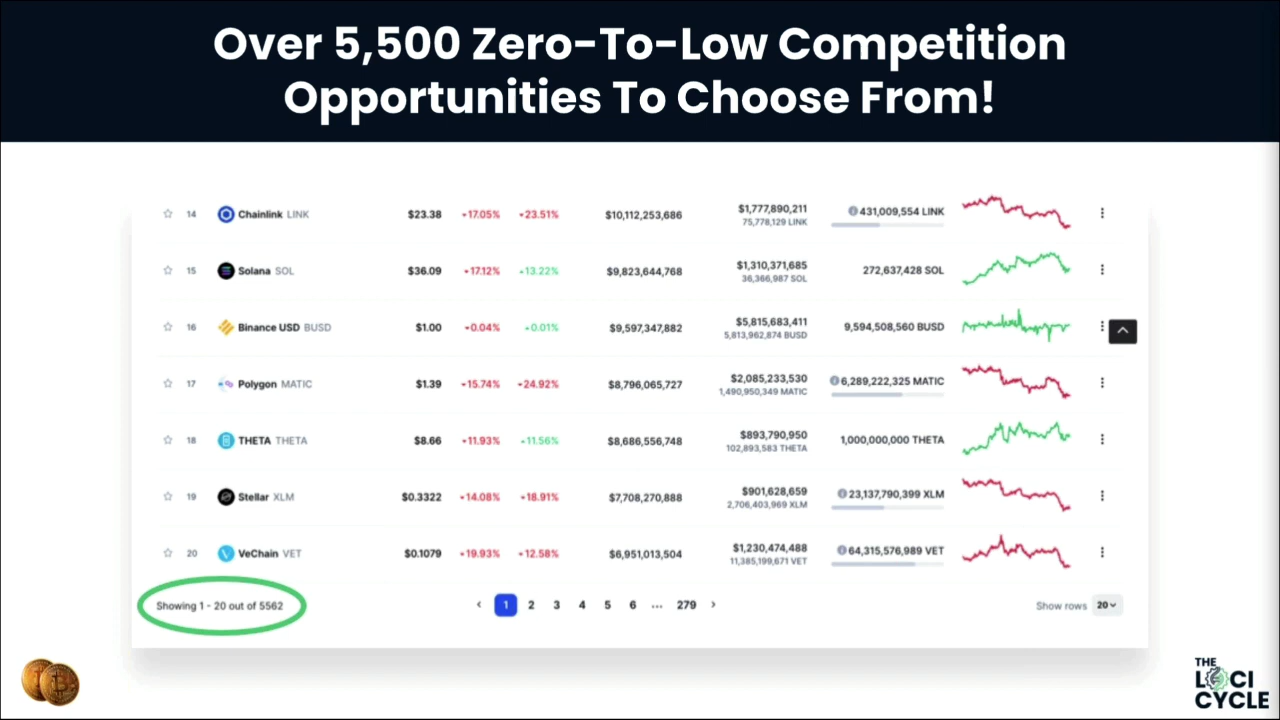 Over 5,500 Zero-To-Low Competition
Opportunities To Choose From!
14 Chainlink LINK $23.38 17.05% 23.51% $10,112,253,686 $1,777,890,211 431,009,554 LINK
75,778,129 LINK
15 Solana SOL $36.09 17.12% 13.22% $9,823,644,768 $1,310,371,685 272,637,428 SOL
36,366,987 SOL
16 Binance USD BUSD $1.00 0.04% 0.01% $9,597,347,882 $5,815,683,411 9,594,508,560 BUSD
5,813,962,874 BUSD
17 Polygon MATIC $1.39 15.74% 24.92% $8,796,065,727 $2,085,233,530 6,289,222,325 MATIC
1,490,950,349 MATIC
18 THETA THETA $8.66 11.93% 11.56% $8,686,556,748 $893,790,950 1,000,000,000 THETA
102,893,583 THETA
19 Stellar XLM $0.3322 14.08% 18.91% $7,708,270,888 $901,628,659 23,137,790,399 XLM
2,706,403,969 XLM
20 VeChain VET $0.1079 19.93% 12.58% $6,951,013,504 $1,230,474,488 64,315,576,989 VET
11,385,199,671 VET
Showing 1 - 20 out of 5562 1 2 3 4 5 6 ... 279 Show rows 20
THE
LOCI
CYCLE